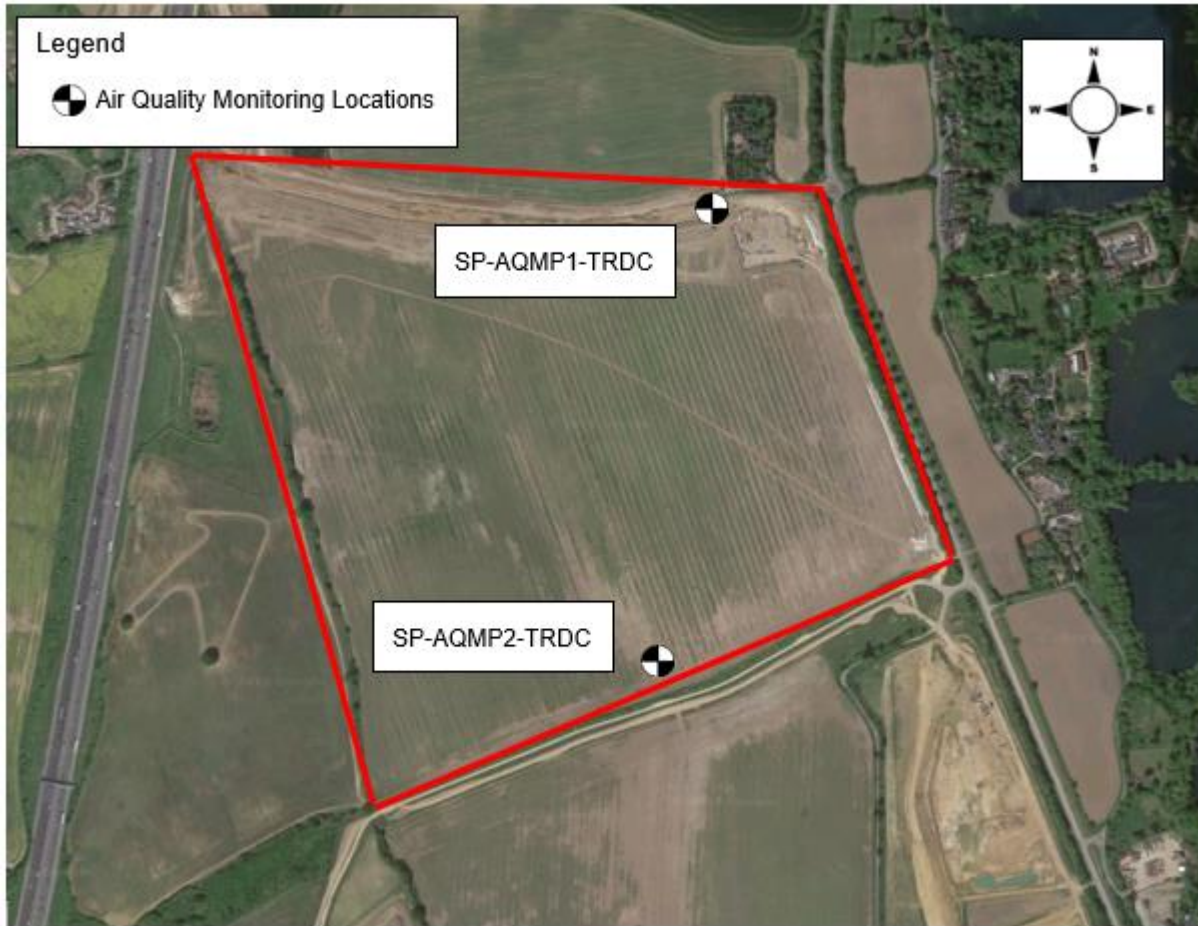 Legend
Air Quality Monitoring Locations
N
W E
S
SP-AQMP1-TRDC
SP-AQMP2-TRDC